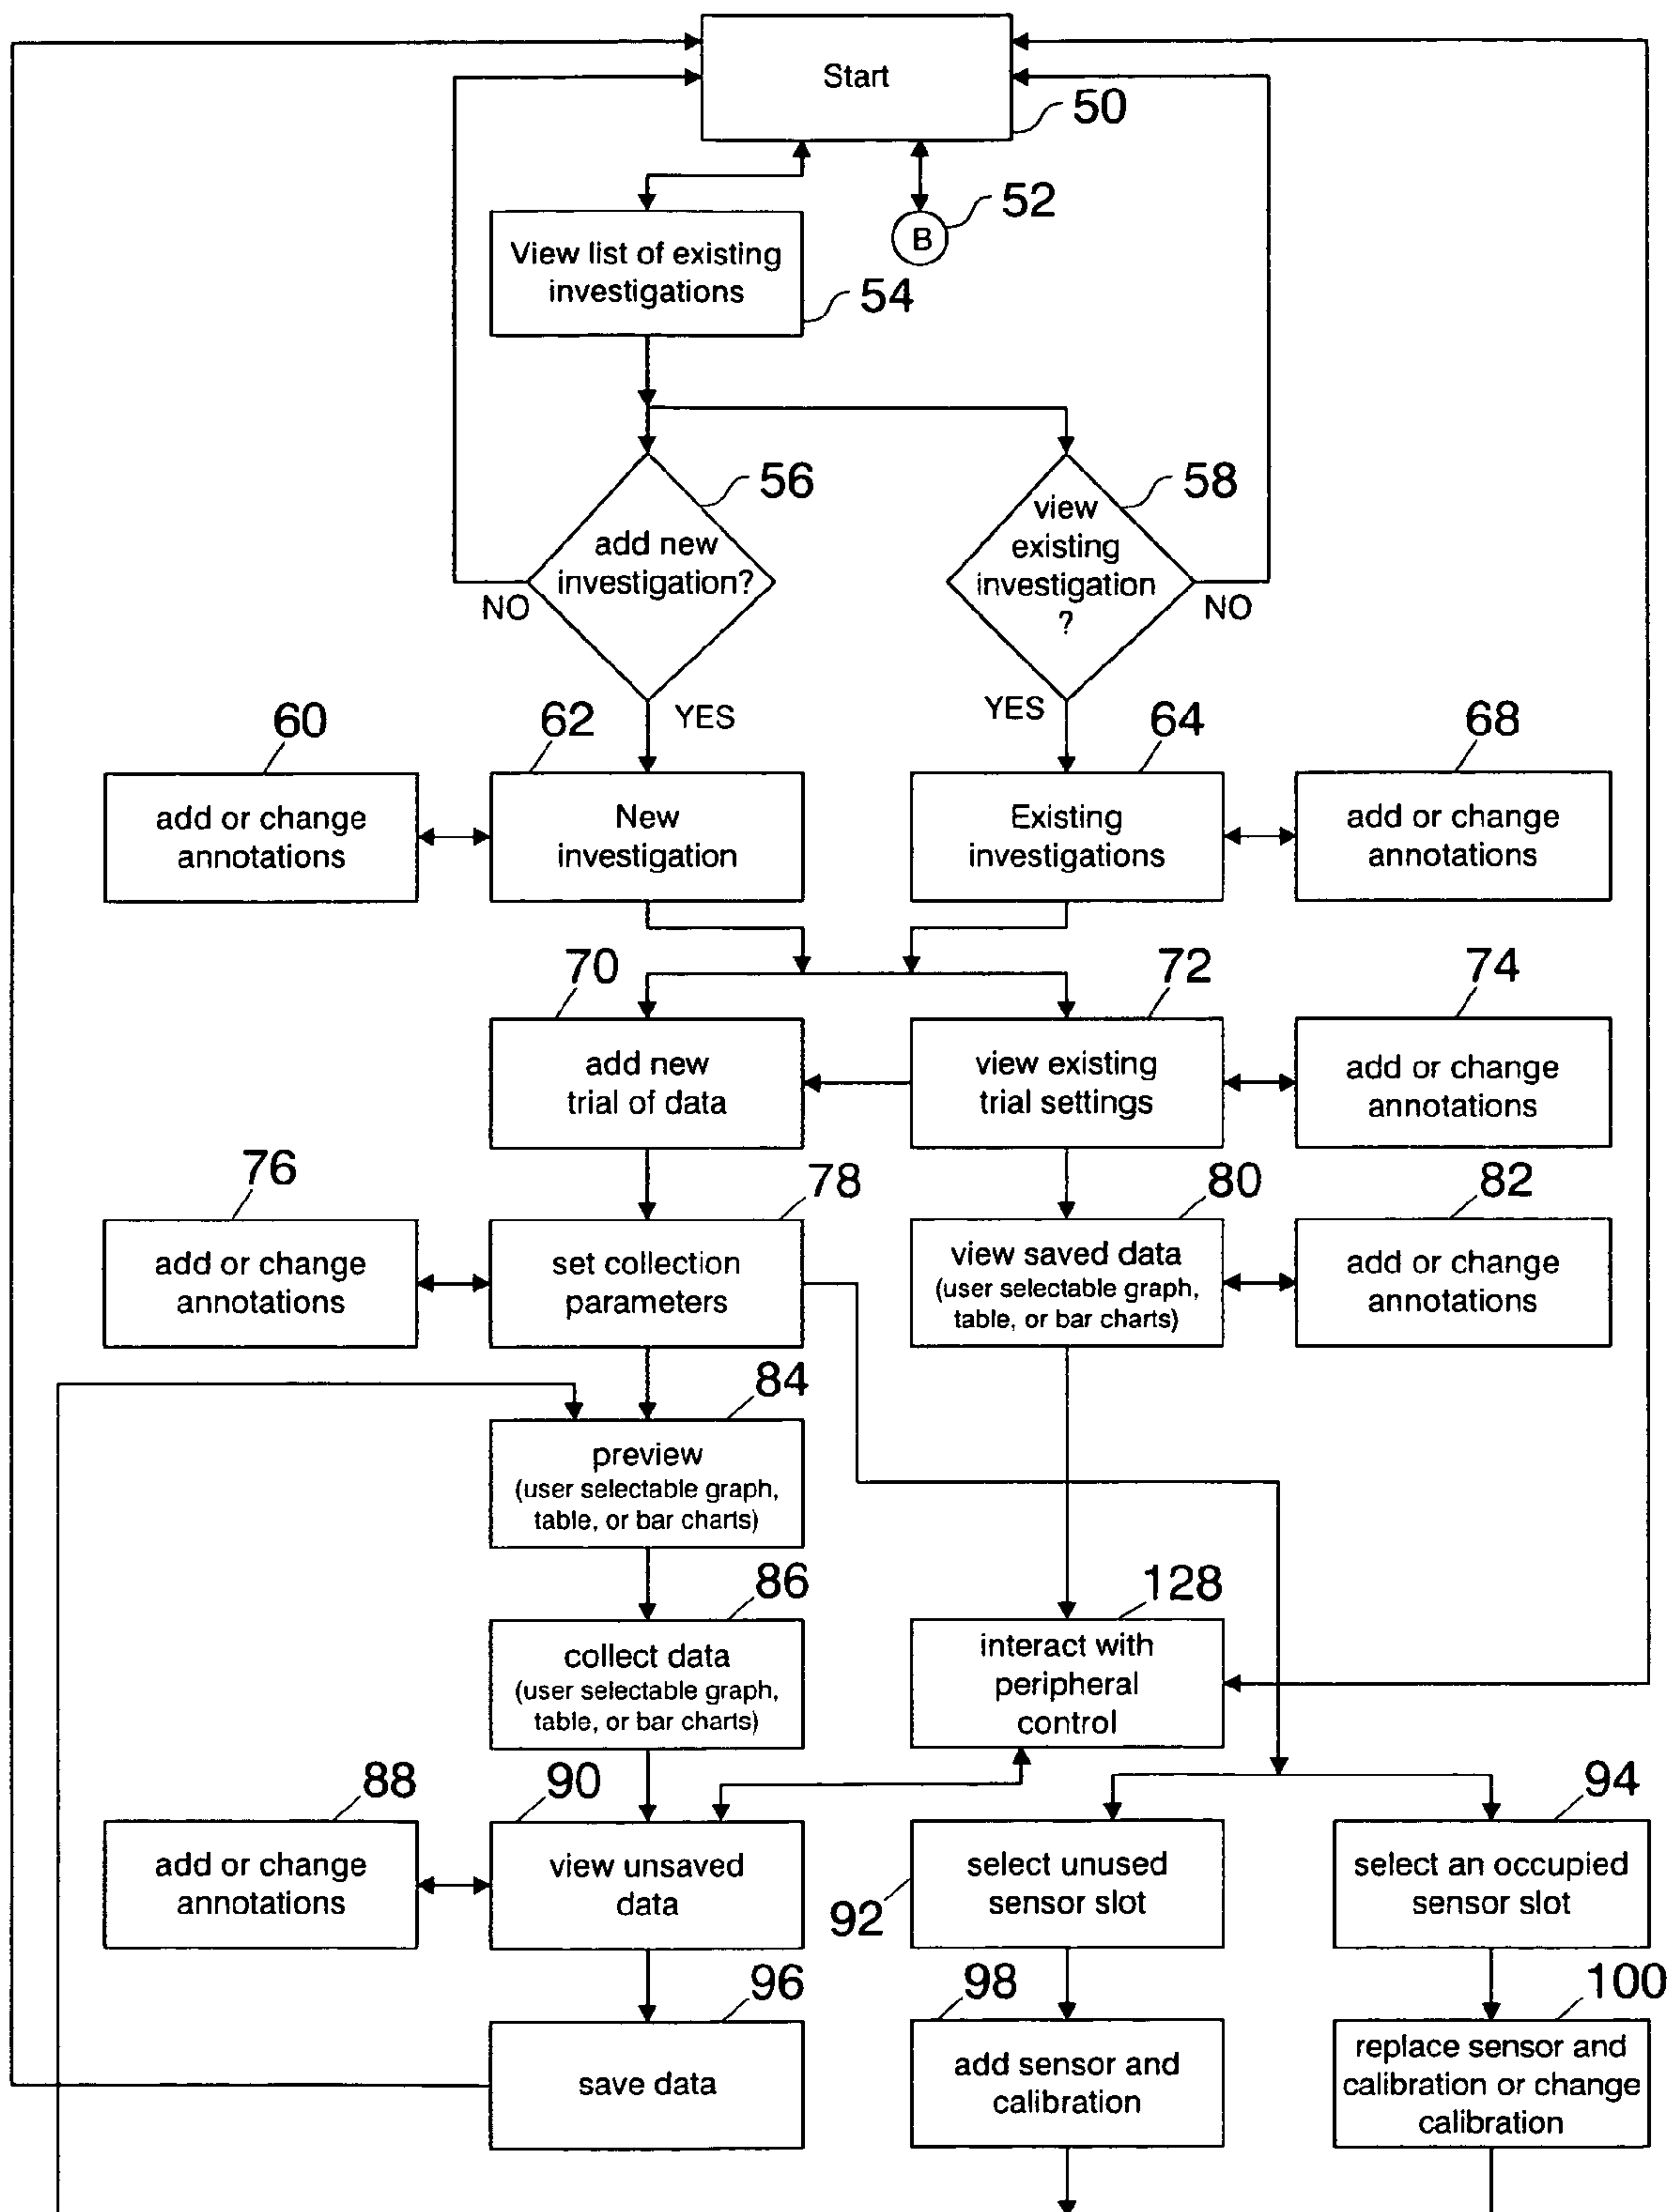 Start
50
52
B
View list of existing
investigations
54
56
58
add new
investigation?
view
existing
investigation
?
NO
NO
YES
YES
60
62
64
68
add or change
annotations
New
investigation
Existing
investigations
add or change
annotations
70
72
74
add new
trial of data
view existing
trial settings
add or change
annotations
76
78
80
82
add or change
annotations
set collection
parameters
view saved data
(user selectable graph,
table, or bar charts)
add or change
annotations
84
preview
(user selectable graph,
table, or bar charts)
86
128
collect data
(user selectable graph,
table, or bar charts)
interact with
peripheral
control
88
90
94
add or change
annotations
view unsaved
data
92
select unused
sensor slot
select an occupied
sensor slot
96
98
100
save data
add sensor and
calibration
replace sensor and
calibration or change
calibration